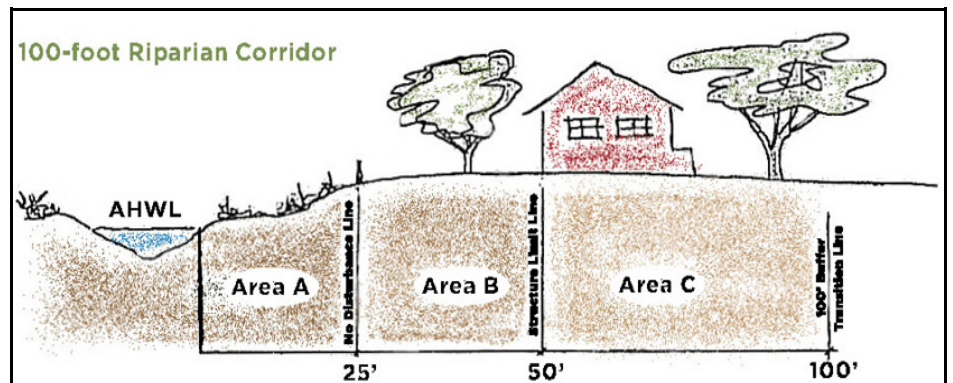 100-foot Riparian Corridor
AHWL
Area A
No Disturbance Line
Area B
Structure Limit Line
Area C
100' Buffer
Transition Line
25'
50'
100'